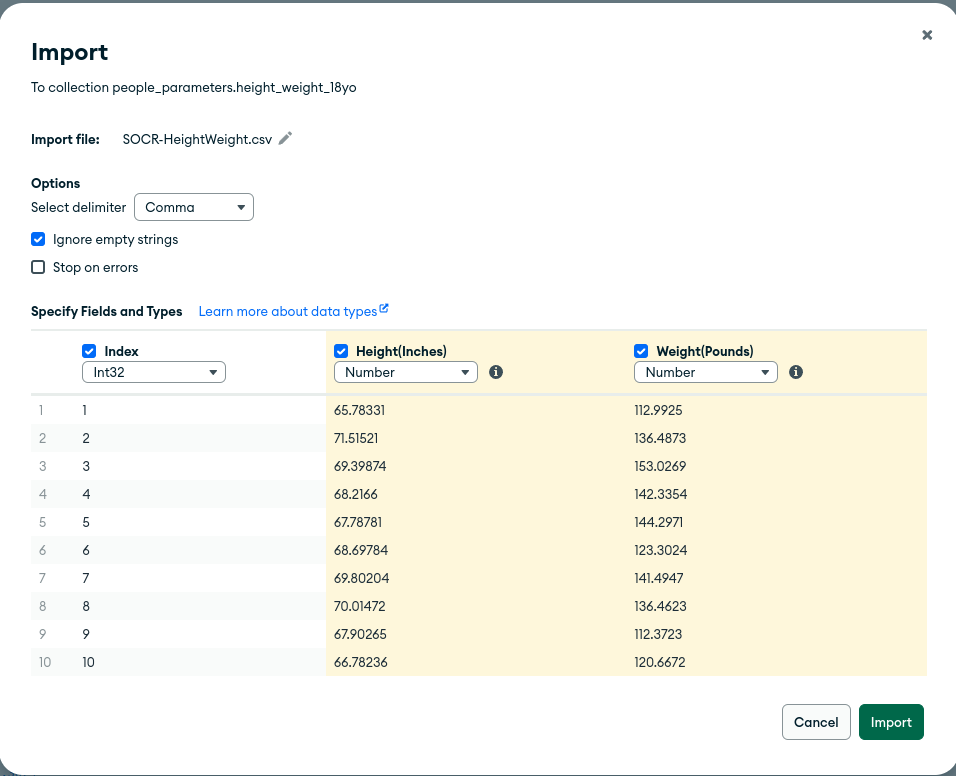 Import
To collection people_parameters.height_weight_18yo
Import file: SOCR-HeightWeight.csv
Options
Select delimiter Comma
Ignore empty strings
Stop on errors
Specify Fields and Types Learn more about data types
Index Height(Inches) Weight(Pounds)
Int32 Number Number
1 1 65.78331 112.9925
2 2 71.51521 136.4873
3 3 69.39874 153.0269
4 4 68.2166 142.3354
5 5 67.78781 144.2971
6 6 68.69784 123.3024
7 7 69.80204 141.4947
8 8 70.01472 136.4623
9 9 67.90265 112.3723
10 10 66.78236 120.6672
Cancel Import